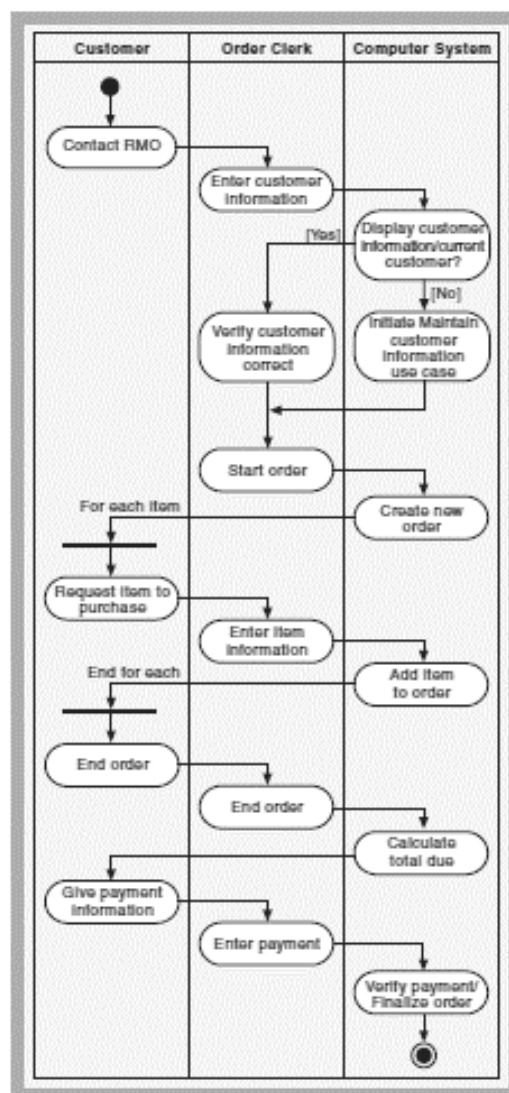 Customer
Order Clerk
Computer System
Contact RMO
Enter customer
information
Display customer
information/current
customer?
[Yes]
[No]
Verify customer
information
correct
Initiate Maintain
customer
information
use case
Start order
Create new
order
For each item
Request item to
purchase
Enter item
information
Add item
to order
End for each
End order
End order
Calculate
total due
Give payment
information
Enter payment
Verify payment/
Finalize order